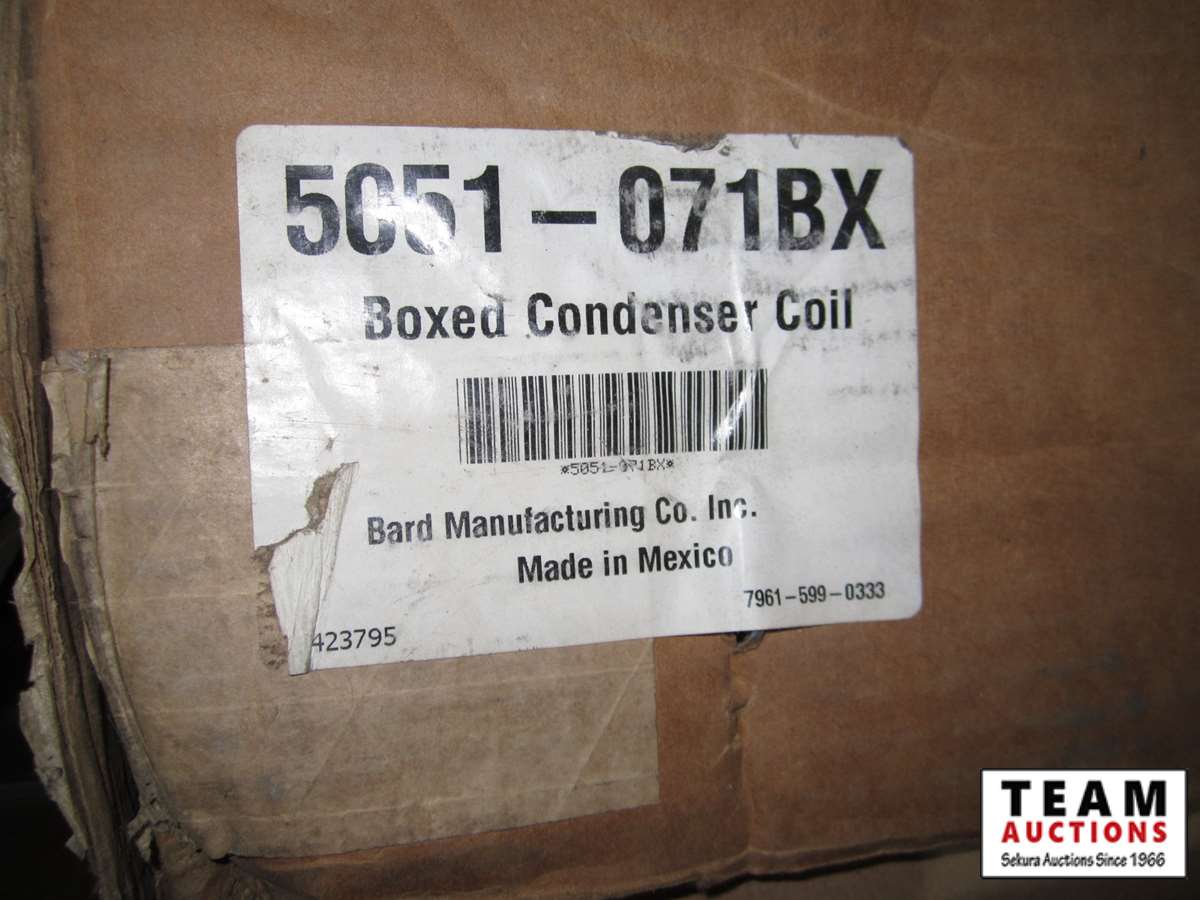 5051-071BX
Boxed Condenser Coil
*5051-071BX*
Bard Manufacturing Co. Inc.
Made in Mexico
7961-599-0333
423795
TEAM
AUCTIONS
Sekura Auctions Since 1966